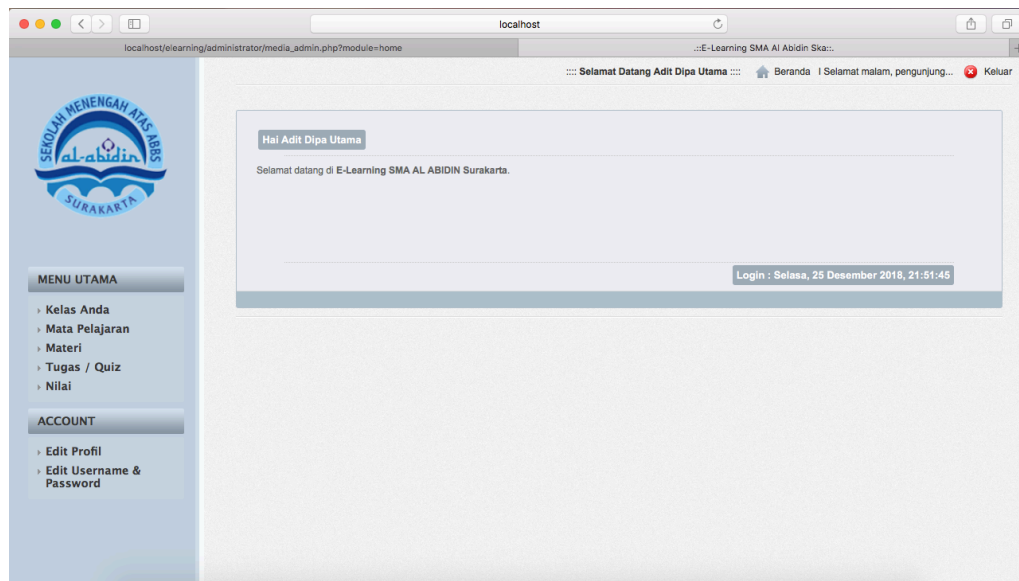 localhost
localhost/elearning/administrator/media_admin.php?module=home
.::E-Learning SMA Al Abidin Ska::.
:::: Selamat Datang Adit Dipa Utama :::: Beranda I Selamat malam, pengunjung... Keluar
SEKOLAH MENENGAH ATAS ABBS
al-abidin
SURAKARTA
Hai Adit Dipa Utama
Selamat datang di E-Learning SMA AL ABIDIN Surakarta.
Login : Selasa, 25 Desember 2018, 21:51:45
MENU UTAMA
Kelas Anda
Mata Pelajaran
Materi
Tugas / Quiz
Nilai
ACCOUNT
Edit Profil
Edit Username &
Password